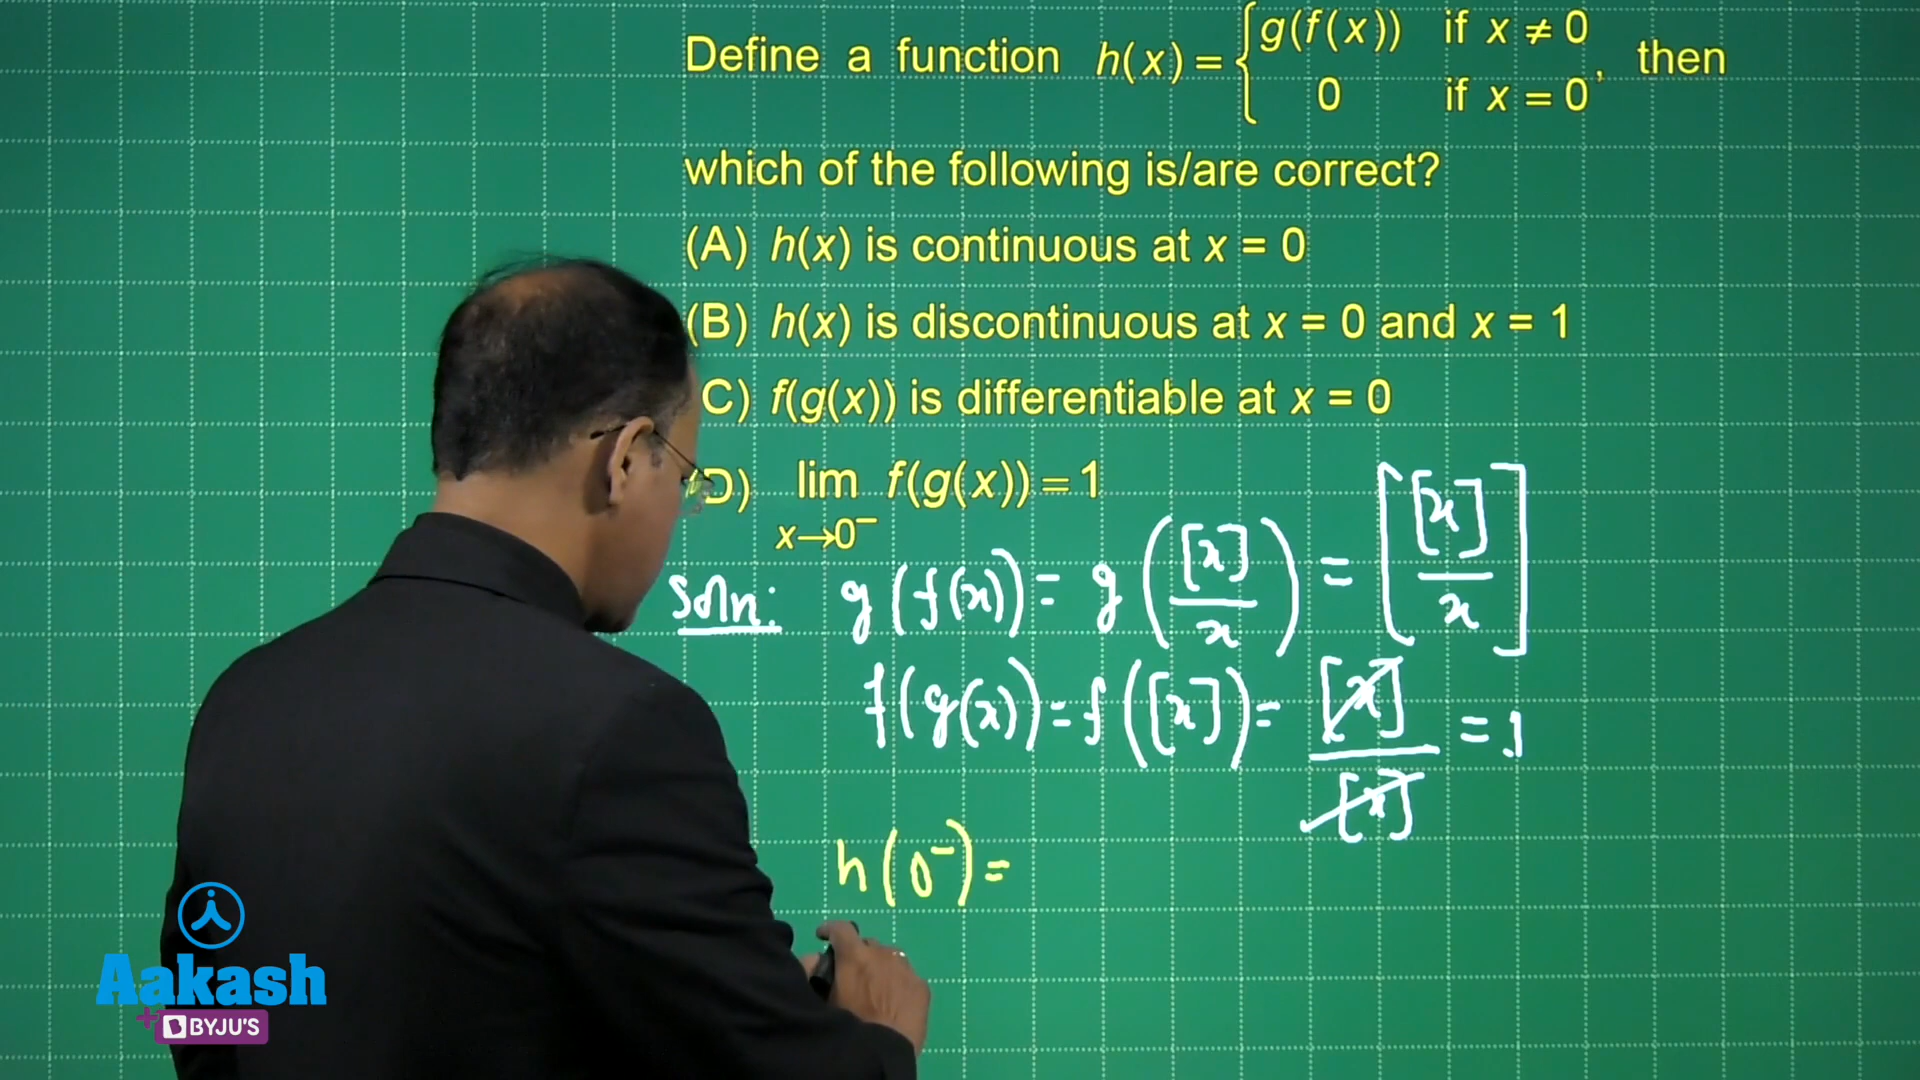 Define a function h(x) = { g(f(x)) if x ≠ 0
0 if x = 0 , then
which of the following is/are correct?
(A) h(x) is continuous at x = 0
(B) h(x) is discontinuous at x = 0 and x = 1
C) f(g(x)) is differentiable at x = 0
D) lim x→0⁻ f(g(x)) = 1
Soln: g(f(x)) = g([x]/x) = [[x]/x]
f(g(x)) = f([x]) = [x]/[x] = 1
h(0⁻) =
Aakash
+ BYJU'S